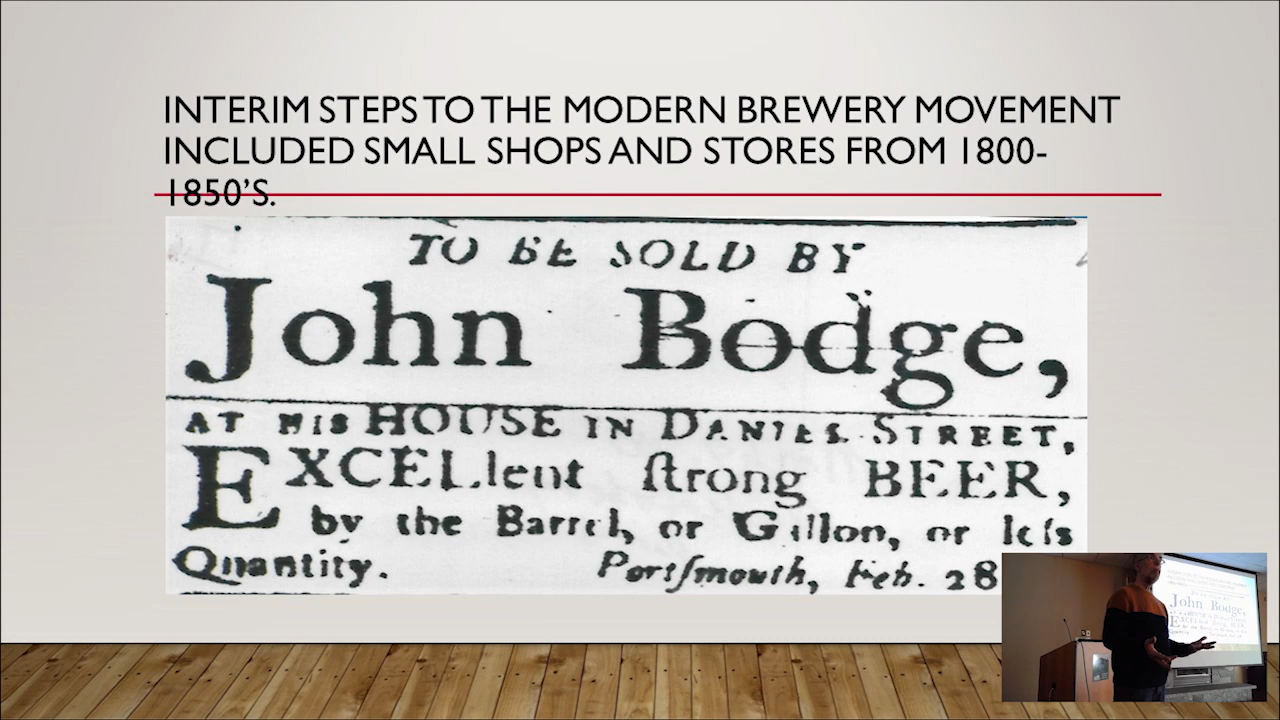 INTERIM STEPS TO THE MODERN BREWERY MOVEMENT
INCLUDED SMALL SHOPS AND STORES FROM 1800-
1850'S.
TO BE SOLD BY
John Bodge,
AT HIS HOUSE IN DANIEL STREET,
EXCELlent ſtrong BEER,
by the Barrel, or Gallon, or leſs
Quantity. Portſmouth, Feb. 28
John Bodge,